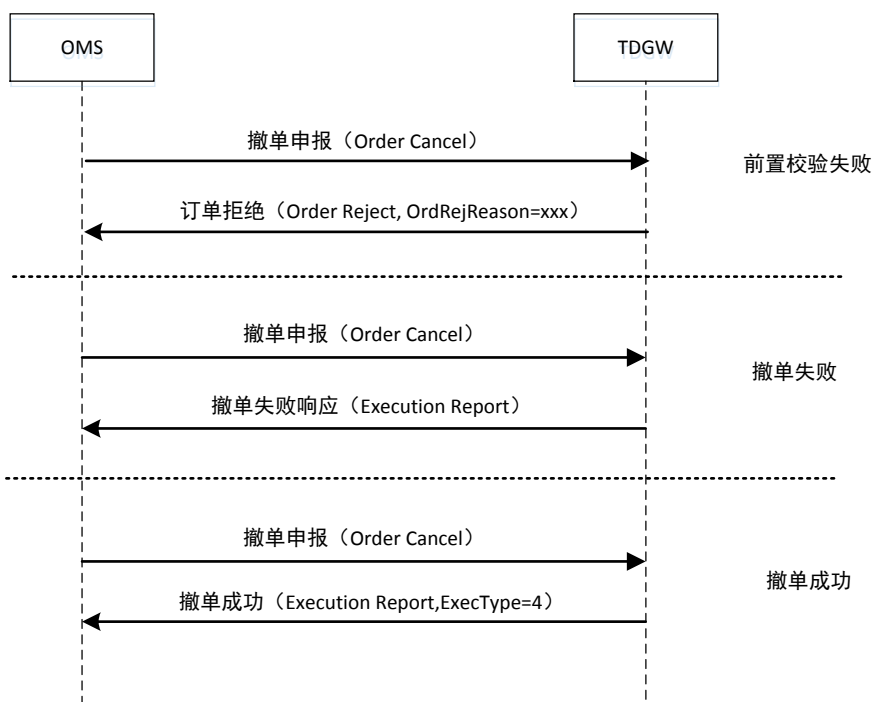 OMS
TDGW
撤单申报（Order Cancel）
前置校验失败
订单拒绝（Order Reject, OrdRejReason=xxx）
撤单申报（Order Cancel）
撤单失败
撤单失败响应（Execution Report）
撤单申报（Order Cancel）
撤单成功
撤单成功（Execution Report,ExecType=4）